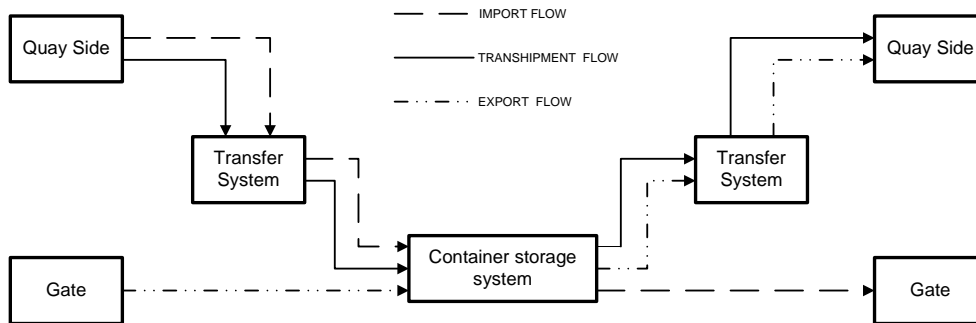 IMPORT FLOW
Quay Side
Quay Side
TRANSHIPMENT FLOW
EXPORT FLOW
Transfer
System
Transfer
System
Container storage
system
Gate
Gate